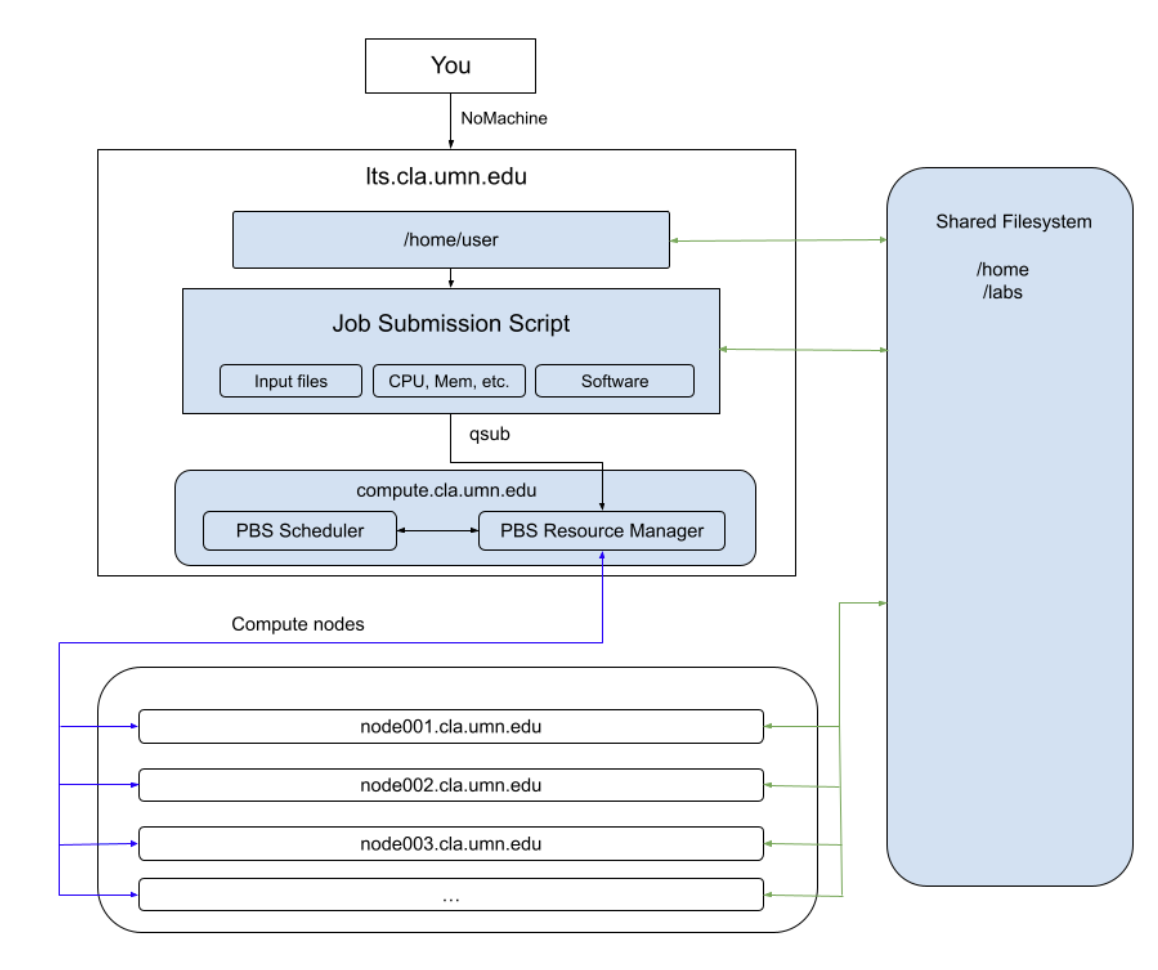 You
NoMachine
lts.cla.umn.edu
/home/user
Job Submission Script
Input files
CPU, Mem, etc.
Software
qsub
compute.cla.umn.edu
PBS Scheduler
PBS Resource Manager
Shared Filesystem
/home
/labs
Compute nodes
node001.cla.umn.edu
node002.cla.umn.edu
node003.cla.umn.edu
...